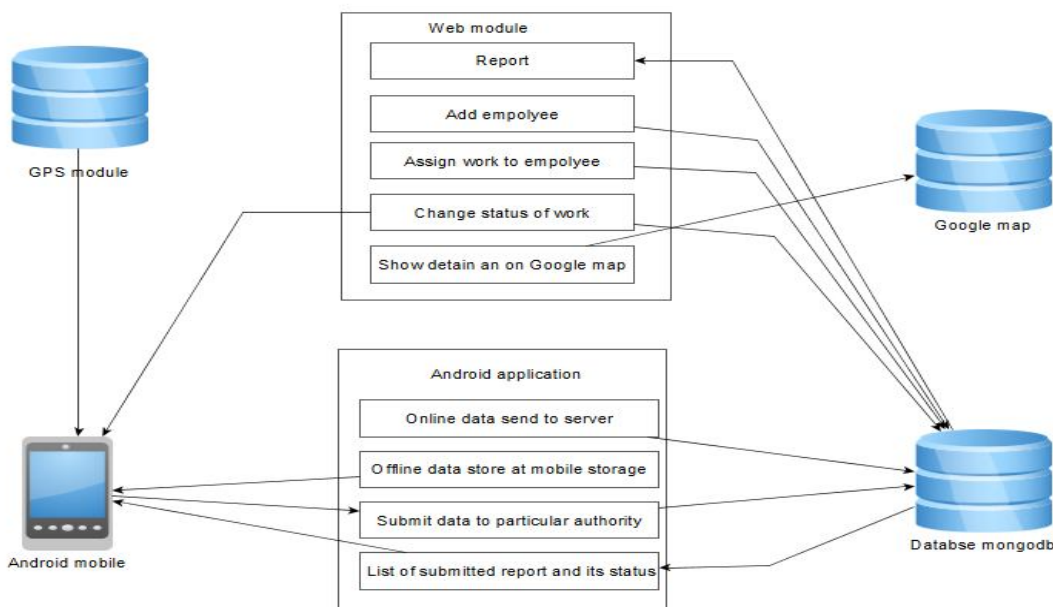 Web module
Report
Add empolyee
Assign work to empolyee
Change status of work
Show detain an on Google map
GPS module
Google map
Android application
Online data send to server
Offline data store at mobile storage
Submit data to particular authority
List of submitted report and its status
Android mobile
Databse mongodb